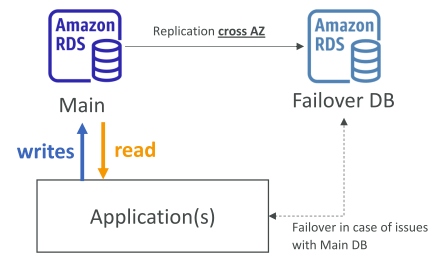 Amazon
RDS
Replication cross AZ
Amazon
RDS
Main
Failover DB
writes
read
Application(s)
Failover in case of issues
with Main DB